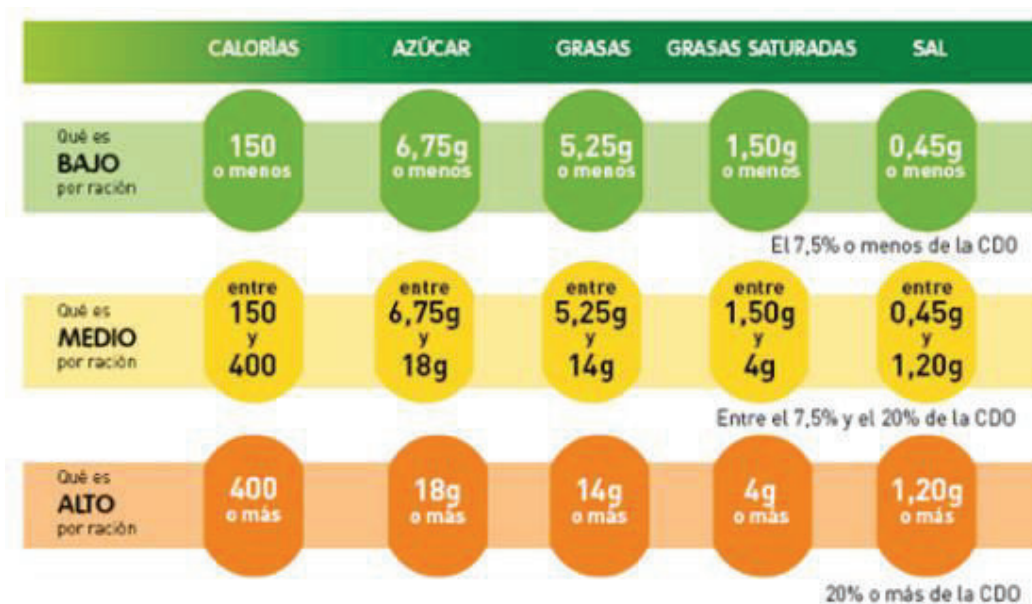 CALORÍAS AZÚCAR GRASAS GRASAS SATURADAS SAL
Qué es
BAJO
por ración
150
o menos
6,75g
o menos
5,25g
o menos
1,50g
o menos
0,45g
o menos
El 7,5% o menos de la CDO
Qué es
MEDIO
por ración
entre
150
y
400
entre
6,75g
y
18g
entre
5,25g
y
14g
entre
1,50g
y
4g
entre
0,45g
y
1,20g
Entre el 7,5% y el 20% de la CDO
Qué es
ALTO
por ración
400
o más
18g
o más
14g
o más
4g
o más
1,20g
o más
20% o más de la CDO